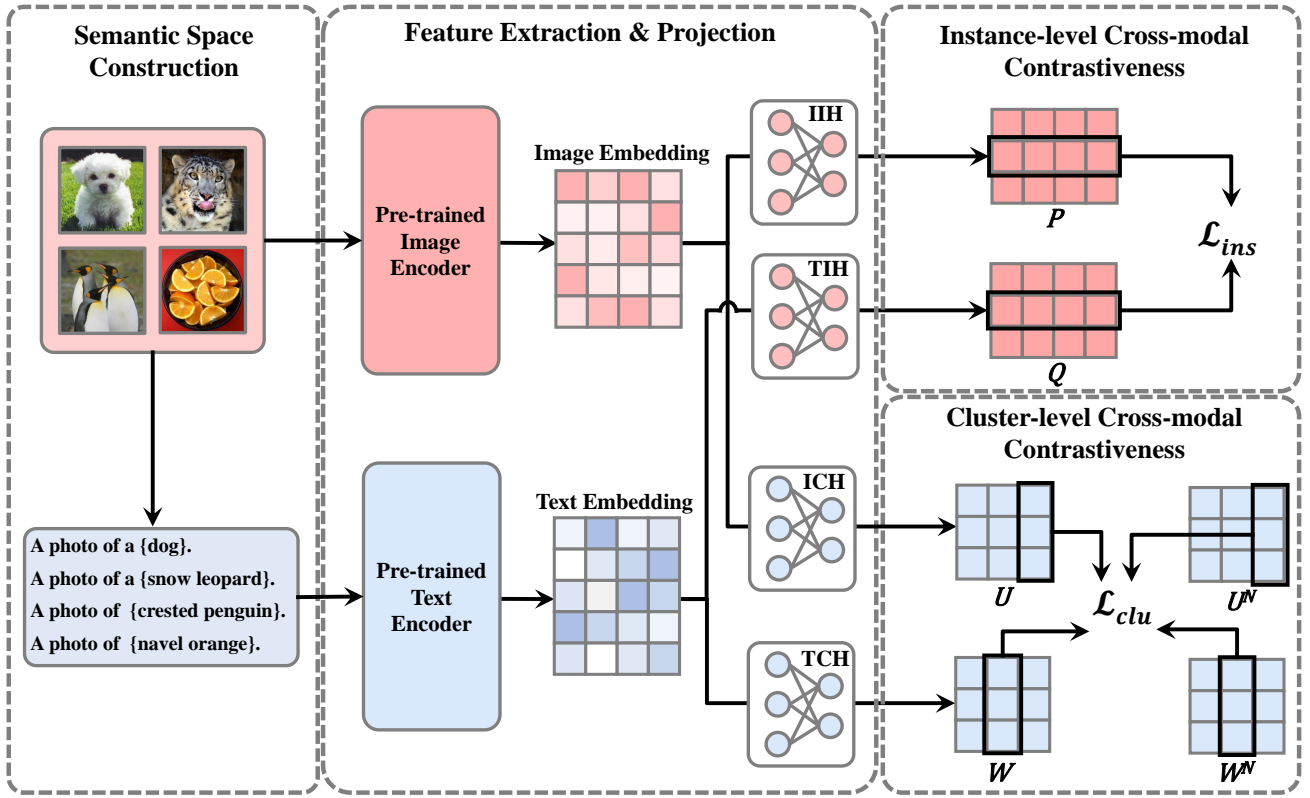 Semantic Space
Construction
A photo of a {dog}.
A photo of a {snow leopard}.
A photo of {crested penguin}.
A photo of {navel orange}.
Feature Extraction & Projection
Pre-trained
Image
Encoder
Image Embedding
Pre-trained
Text
Encoder
Text Embedding
IIH
TIH
ICH
TCH
Instance-level Cross-modal
Contrastiveness
P
Q
ℒins
Cluster-level Cross-modal
Contrastiveness
U
Uᴺ
ℒclu
W
Wᴺ